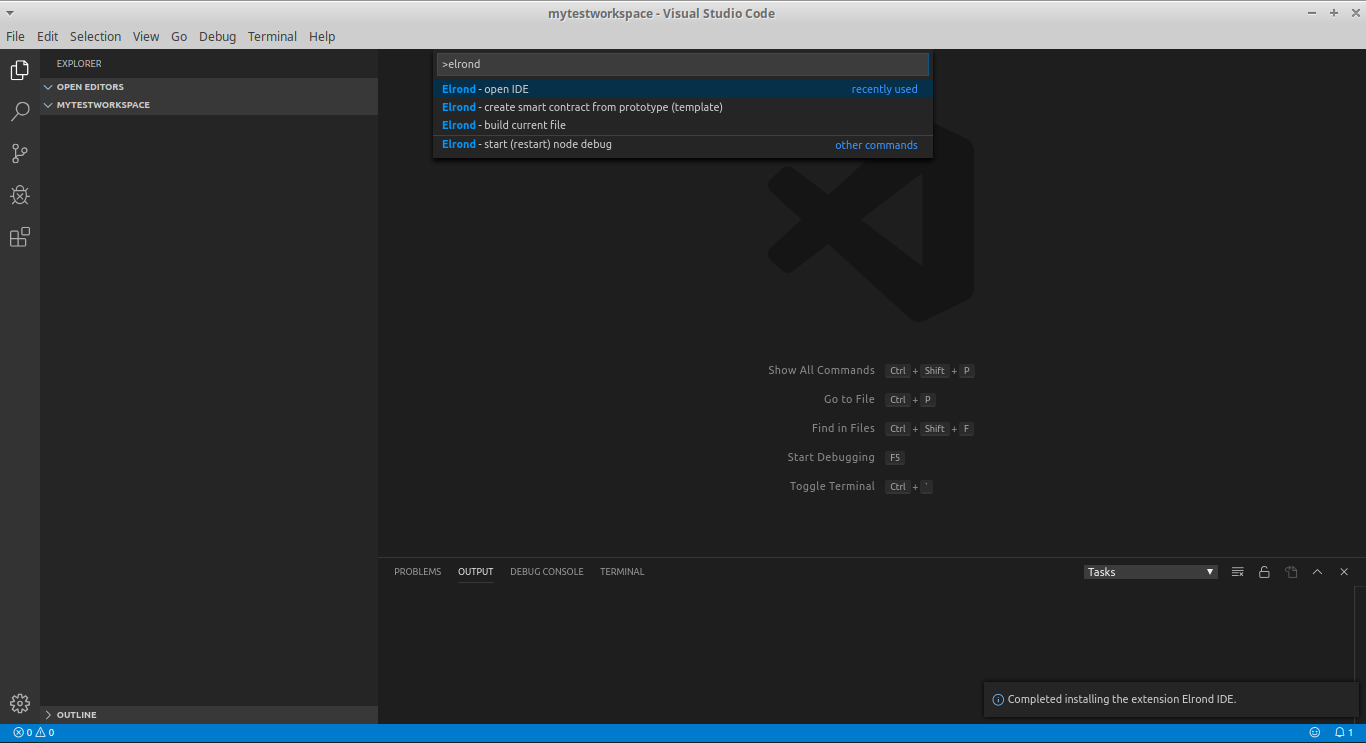 mytestworkspace - Visual Studio Code
File Edit Selection View Go Debug Terminal Help
EXPLORER
OPEN EDITORS
MYTESTWORKSPACE
>elrond
Elrond - open IDE recently used
Elrond - create smart contract from prototype (template)
Elrond - build current file
Elrond - start (restart) node debug other commands
Show All Commands Ctrl + Shift + P
Go to File Ctrl + P
Find in Files Ctrl + Shift + F
Start Debugging F5
Toggle Terminal Ctrl + `
PROBLEMS OUTPUT DEBUG CONSOLE TERMINAL Tasks
Completed installing the extension Elrond IDE.
OUTLINE
0 0 1